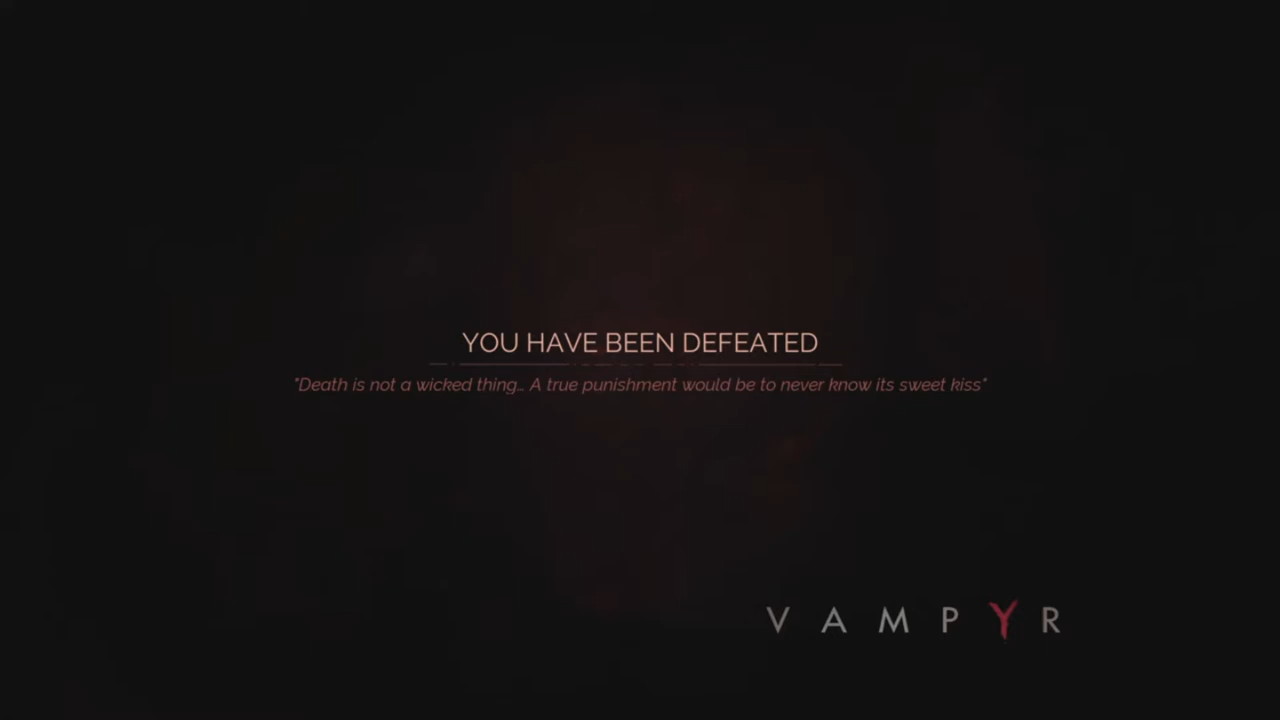 YOU HAVE BEEN DEFEATED
"Death is not a wicked thing... A true punishment would be to never know its sweet kiss"
VAMPYR